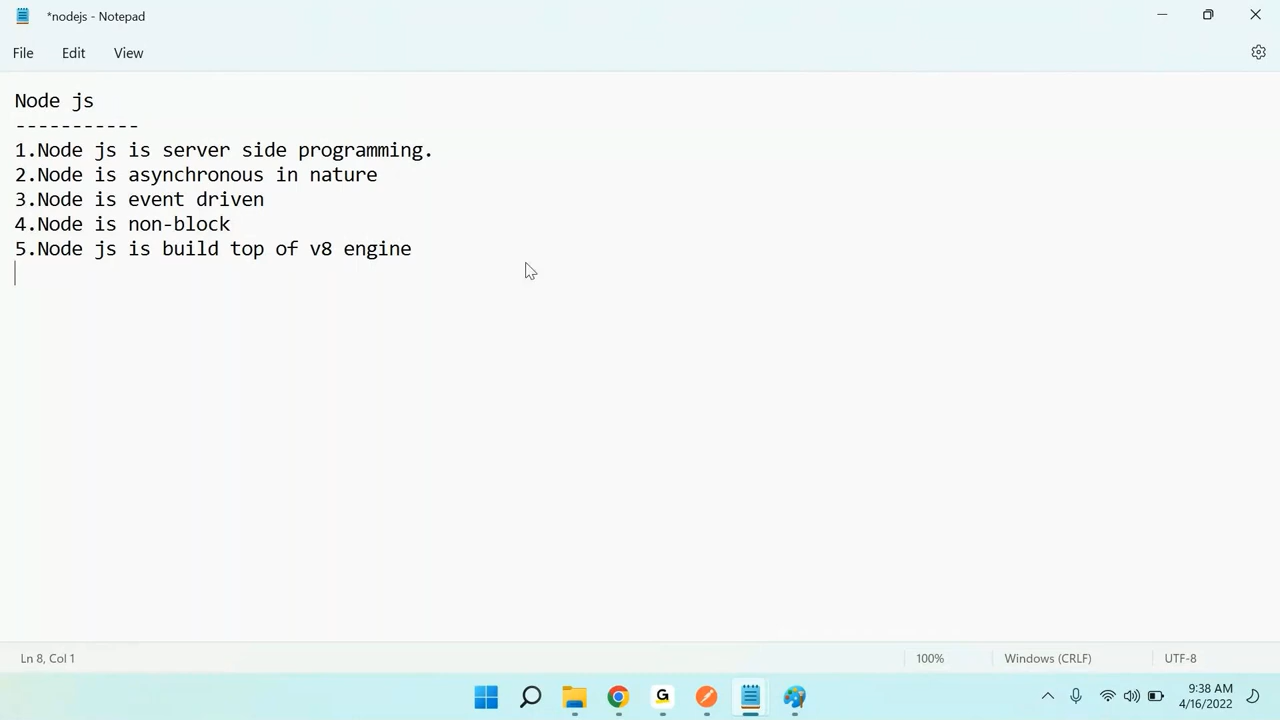 *nodejs - Notepad
File Edit View
Node js
-----------
1.Node js is server side programming.
2.Node is asynchronous in nature
3.Node is event driven
4.Node is non-block
5.Node js is build top of v8 engine
Ln 8, Col 1 100% Windows (CRLF) UTF-8
G 9:38 AM
4/16/2022